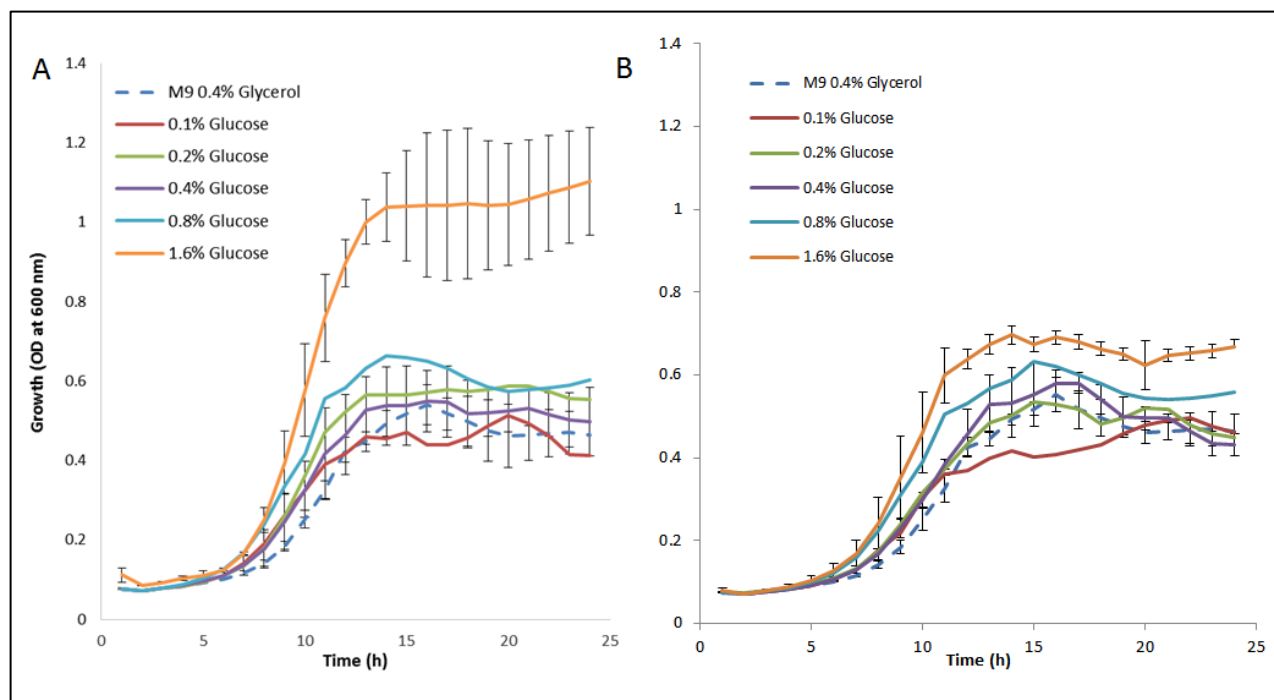 A
1.4
1.2
1
0.8
0.6
0.4
0.2
0
Growth (OD at 600 nm)
M9 0.4% Glycerol
0.1% Glucose
0.2% Glucose
0.4% Glucose
0.8% Glucose
1.6% Glucose
0
5
10
15
20
25
Time (h)
B
1.4
1.2
1
0.8
0.6
0.4
0.2
0
M9 0.4% Glycerol
0.1% Glucose
0.2% Glucose
0.4% Glucose
0.8% Glucose
1.6% Glucose
0
5
10
15
20
25
Time (h)